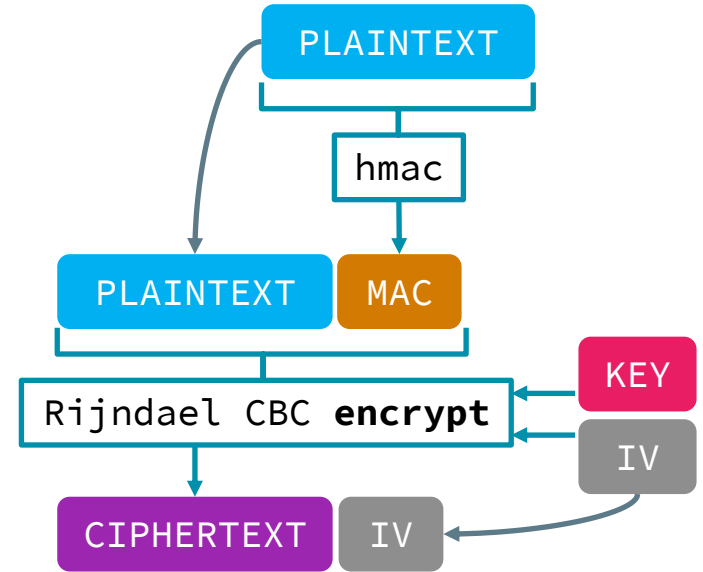 PLAINTEXT
hmac
PLAINTEXT MAC
KEY
Rijndael CBC encrypt
IV
CIPHERTEXT IV